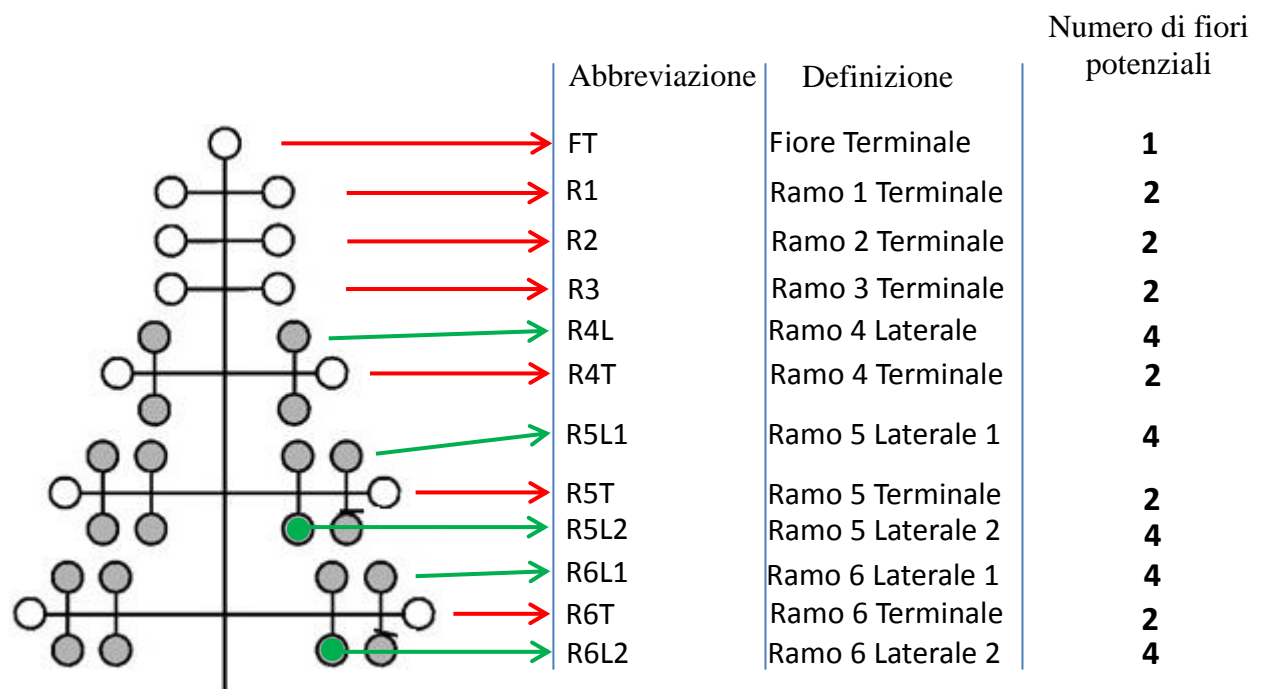 Numero di fiori
potenziali
Abbreviazione Definizione
FT Fiore Terminale 1
R1 Ramo 1 Terminale 2
R2 Ramo 2 Terminale 2
R3 Ramo 3 Terminale 2
R4L Ramo 4 Laterale 4
R4T Ramo 4 Terminale 2
R5L1 Ramo 5 Laterale 1 4
R5T Ramo 5 Terminale 2
R5L2 Ramo 5 Laterale 2 4
R6L1 Ramo 6 Laterale 1 4
R6T Ramo 6 Terminale 2
R6L2 Ramo 6 Laterale 2 4